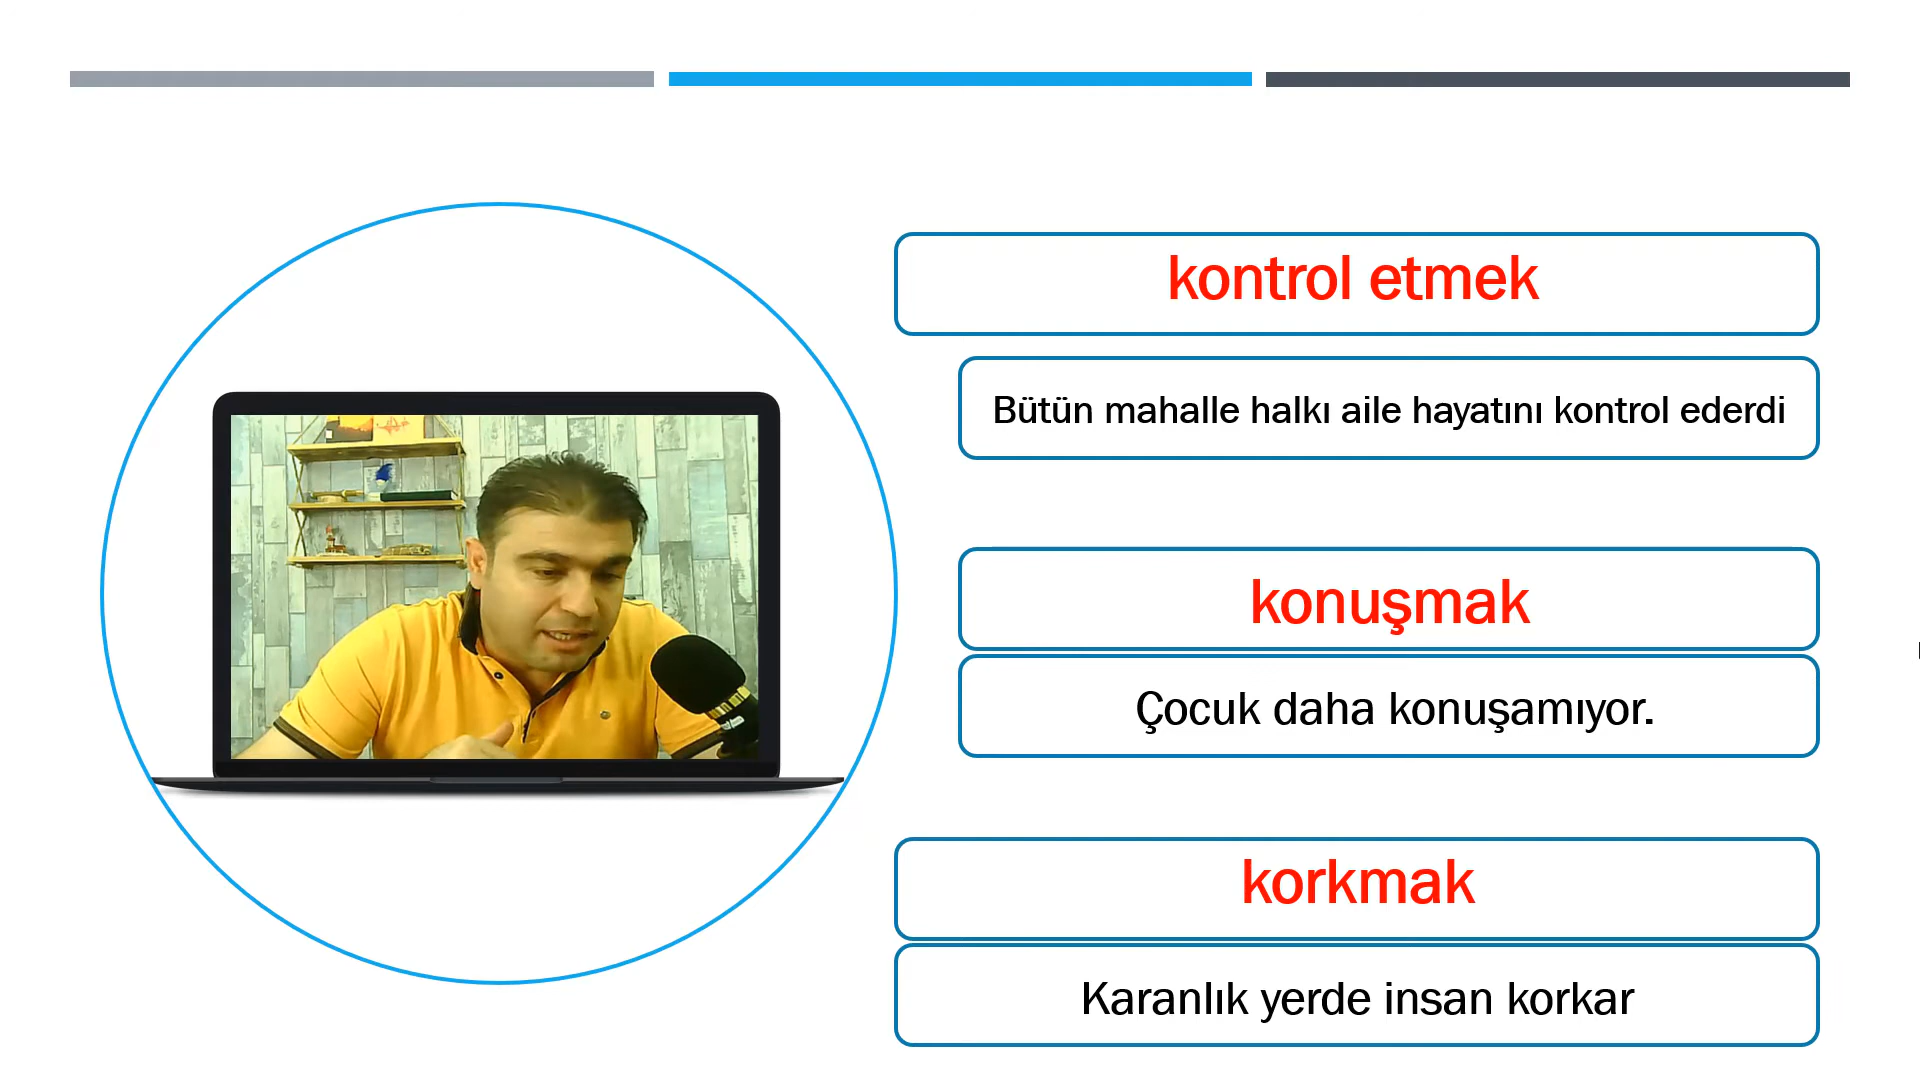 kontrol etmek
Bütün mahalle halkı aile hayatını kontrol ederdi
konuşmak
Çocuk daha konuşamıyor.
korkmak
Karanlık yerde insan korkar